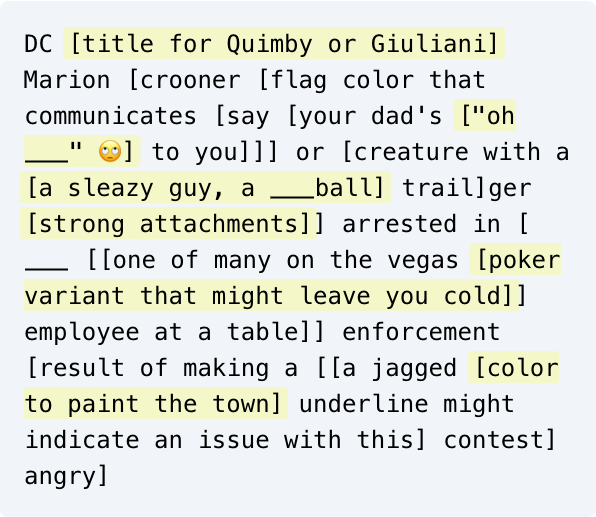 DC [title for Quimby or Giuliani]
Marion [crooner [flag color that
communicates [say [your dad's ["oh
___" 🙄] to you]]] or [creature with a
[a sleazy guy, a ___ball] trail]ger
[strong attachments]] arrested in [
___ [[one of many on the vegas [poker
variant that might leave you cold]]
employee at a table]] enforcement
[result of making a [[a jagged [color
to paint the town] underline might
indicate an issue with this] contest]
angry]